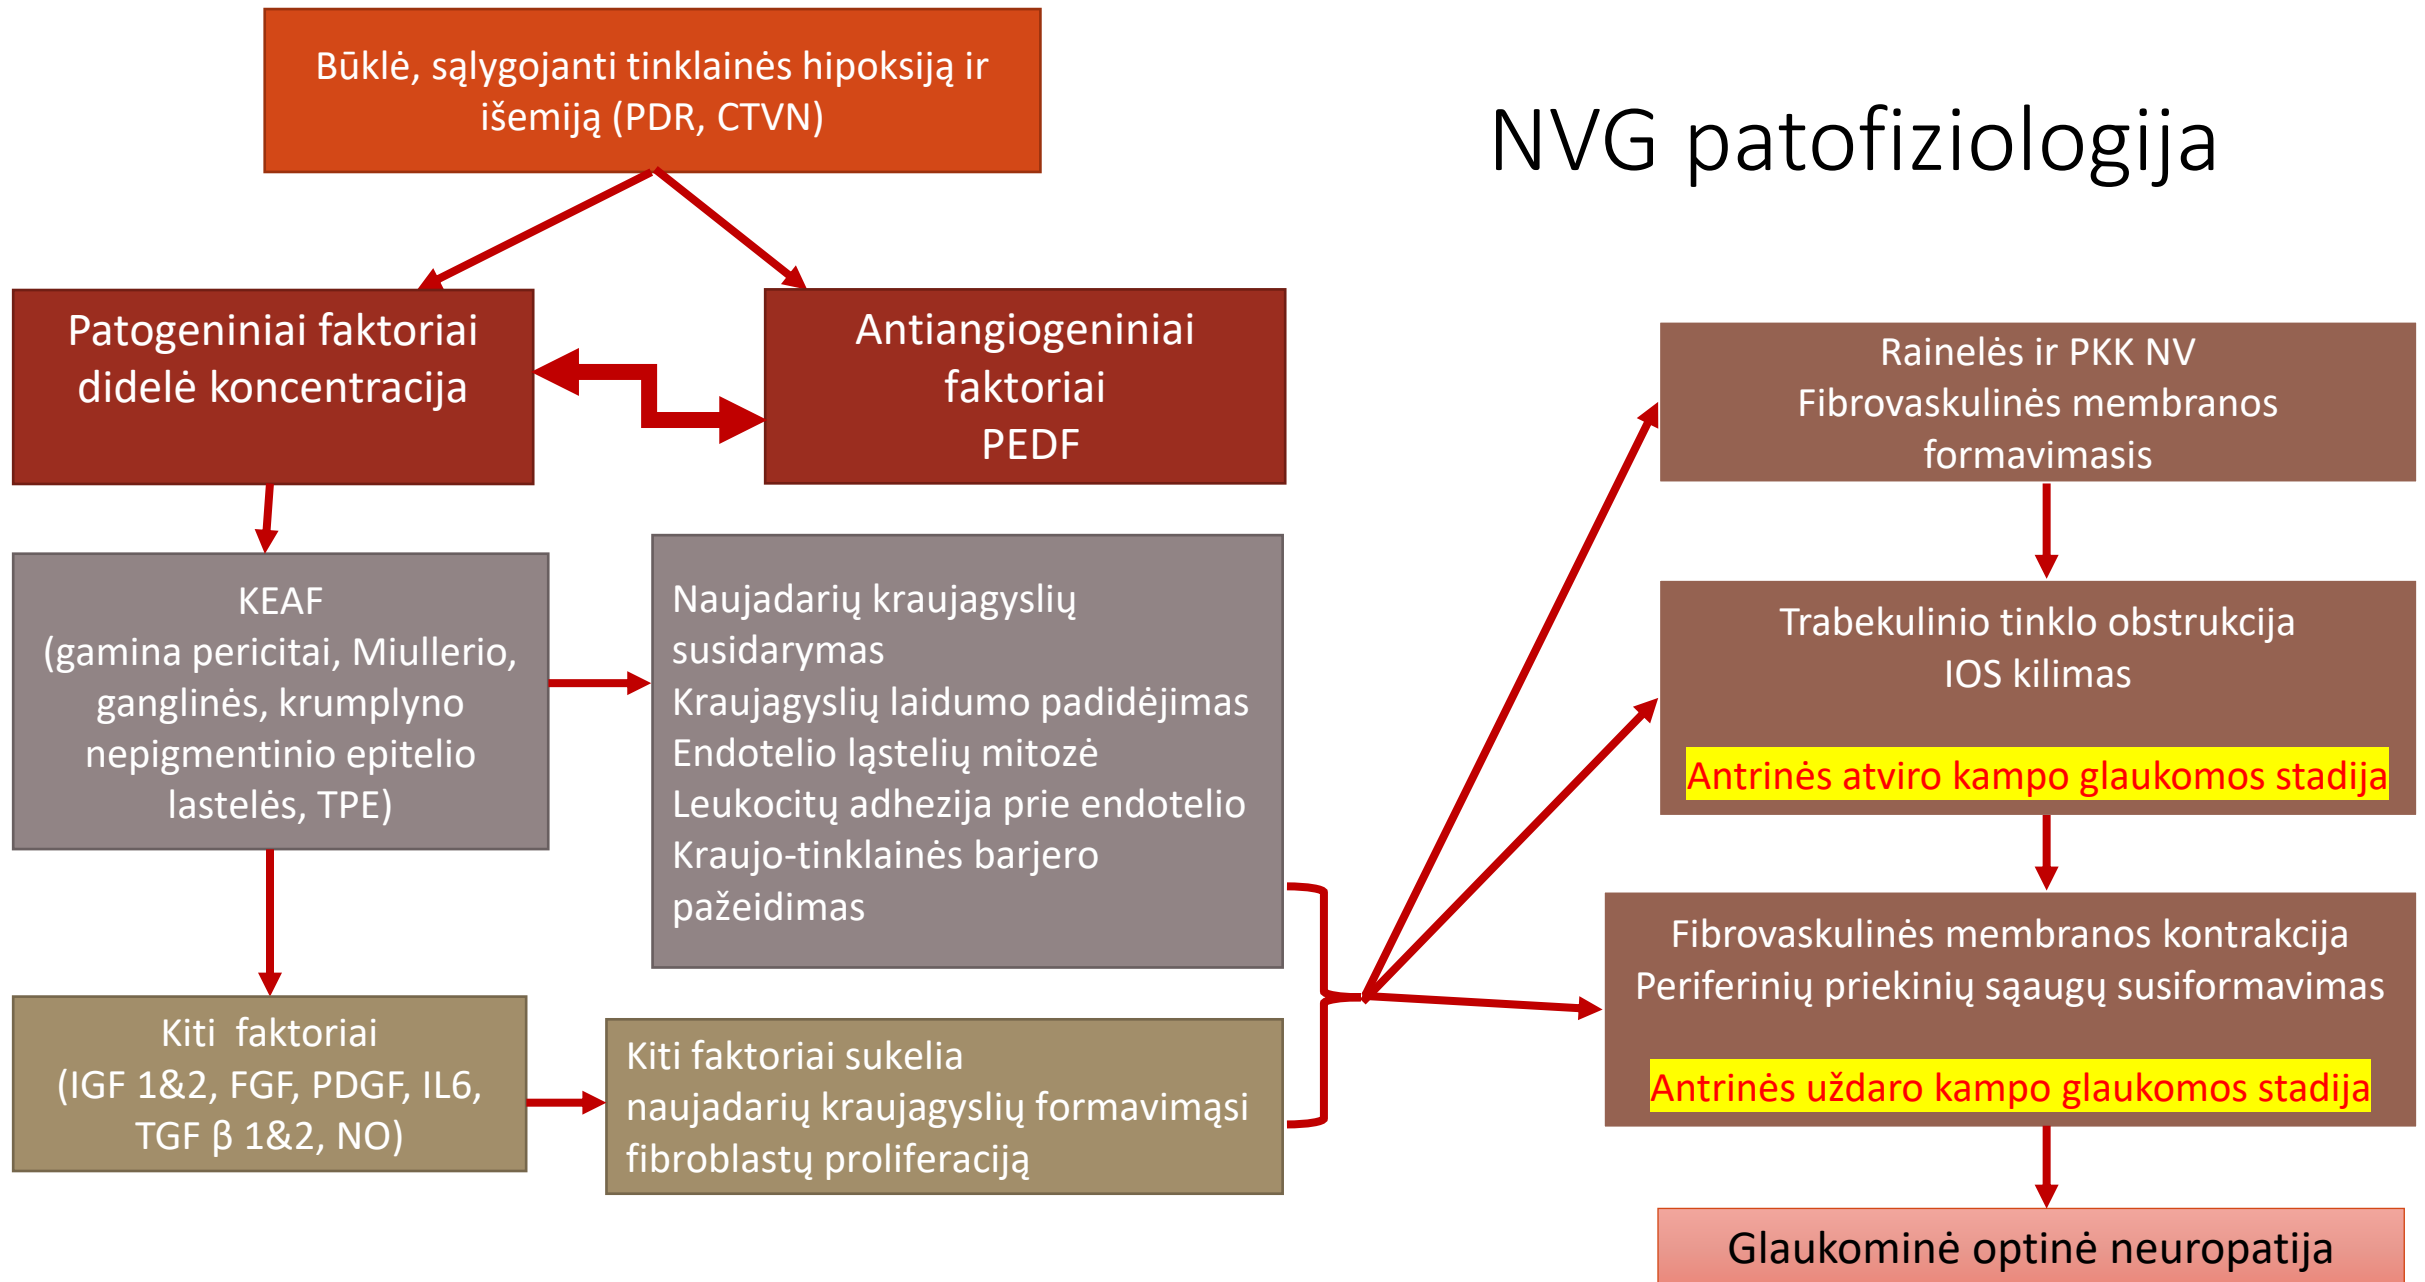 NVG patofiziologija
Būklė, sąlygojanti tinklainės hipoksiją ir
išemiją (PDR, CTVN)
Patogeniniai faktoriai
didelė koncentracija
Antiangiogeniniai
faktoriai
PEDF
KEAF
(gamina pericitai, Miullerio,
ganglinės, krumplyno
nepigmentinio epitelio
lastelės, TPE)
Naujadarių kraujagyslių
susidarymas
Kraujagyslių laidumo padidėjimas
Endotelio ląstelių mitozė
Leukocitų adhezija prie endotelio
Kraujo-tinklainės barjero
pažeidimas
Kiti faktoriai
(IGF 1&2, FGF, PDGF, IL6,
TGF β 1&2, NO)
Kiti faktoriai sukelia
naujadarių kraujagyslių formavimąsi
fibroblastų proliferaciją
Rainelės ir PKK NV
Fibrovaskulinės membranos
formavimasis
Trabekulinio tinklo obstrukcija
IOS kilimas
Antrinės atviro kampo glaukomos stadija
Fibrovaskulinės membranos kontrakcija
Periferinių priekinių sąaugų susiformavimas
Antrinės uždaro kampo glaukomos stadija
Glaukominė optinė neuropatija